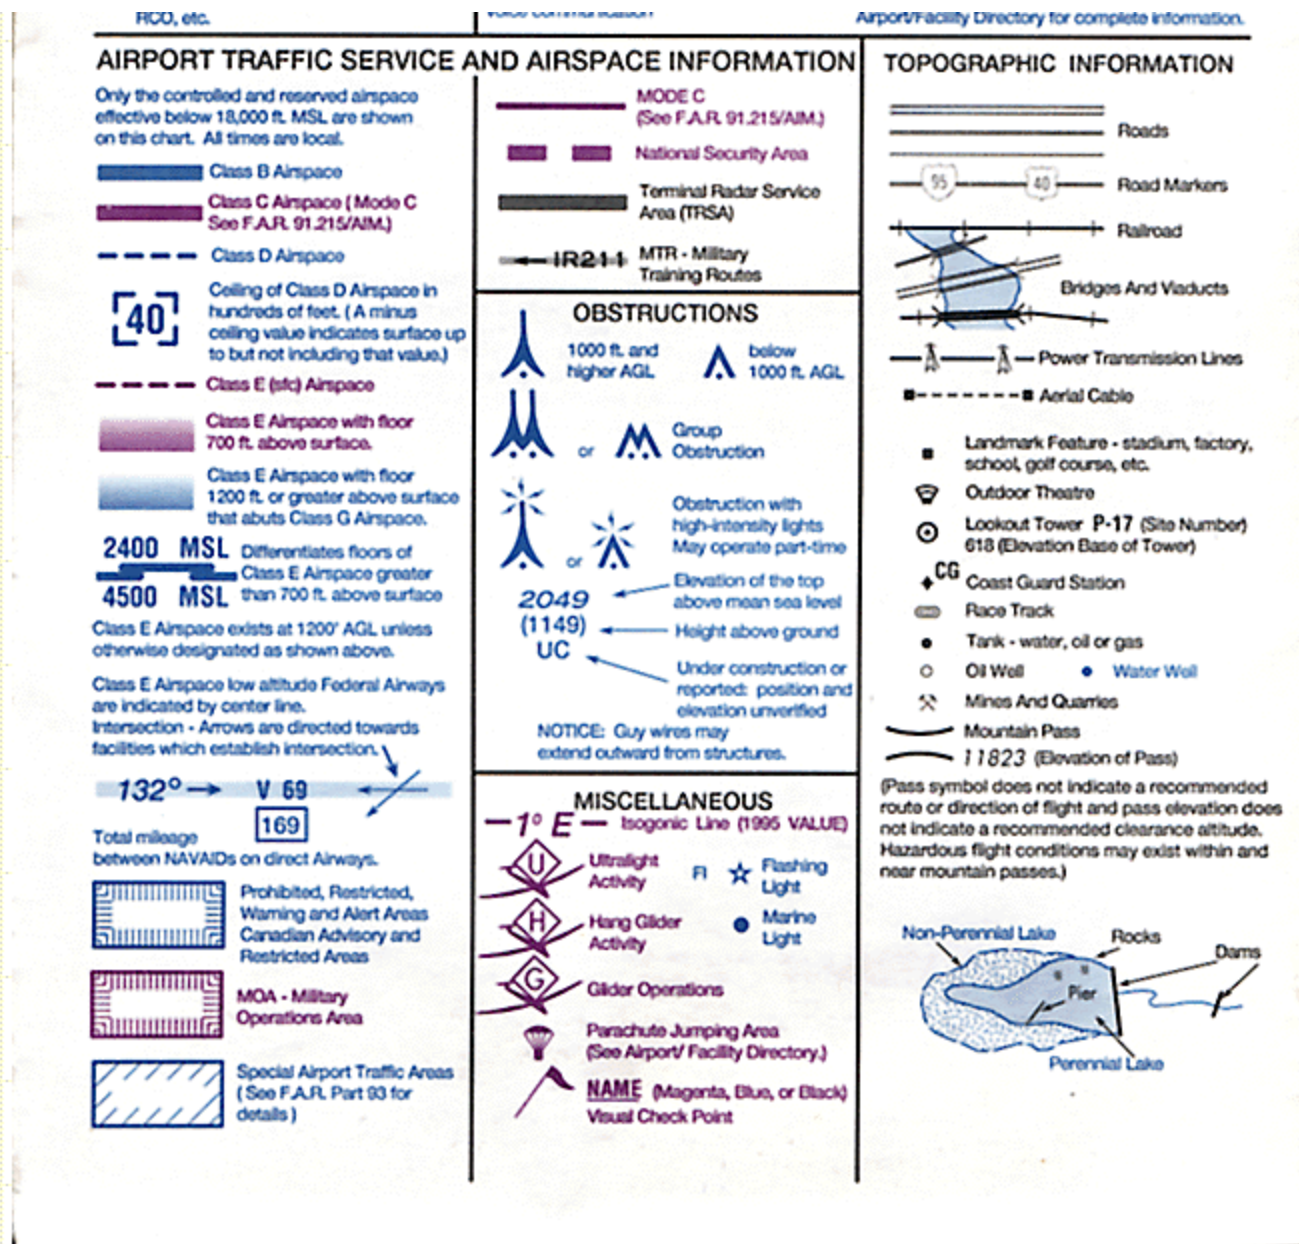 RCO, etc.
voice communication
Airport/Facility Directory for complete information.
AIRPORT TRAFFIC SERVICE AND AIRSPACE INFORMATION
Only the controlled and reserved airspace
effective below 18,000 ft. MSL are shown
on this chart. All times are local.
Class B Airspace
Class C Airspace ( Mode C
See F.A.R. 91.215/AIM.)
Class D Airspace
40
Ceiling of Class D Airspace in
hundreds of feet. ( A minus
ceiling value indicates surface up
to but not including that value.)
Class E (sfc) Airspace
Class E Airspace with floor
700 ft. above surface.
Class E Airspace with floor
1200 ft. or greater above surface
that abuts Class G Airspace.
2400 MSL
4500 MSL
Differentiates floors of
Class E Airspace greater
than 700 ft. above surface
Class E Airspace exists at 1200' AGL unless
otherwise designated as shown above.
Class E Airspace low altitude Federal Airways
are indicated by center line.
Intersection - Arrows are directed towards
facilities which establish intersection.
132° V 69
169
Total mileage
between NAVAIDs on direct Airways.
Prohibited, Restricted,
Warning and Alert Areas
Canadian Advisory and
Restricted Areas
MOA - Military
Operations Area
Special Airport Traffic Areas
( See F.A.R. Part 93 for
details )
MODE C
(See F.A.R. 91.215/AIM.)
National Security Area
Terminal Radar Service
Area (TRSA)
IR211
MTR - Military
Training Routes
OBSTRUCTIONS
1000 ft. and
higher AGL
below
1000 ft. AGL
or
Group
Obstruction
or
Obstruction with
high-intensity lights
May operate part-time
2049
(1149)
UC
Elevation of the top
above mean sea level
Height above ground
Under construction or
reported: position and
elevation unverified
NOTICE: Guy wires may
extend outward from structures.
MISCELLANEOUS
1° E
Isogonic Line (1995 VALUE)
U
Ultralight
Activity
Fl
Flashing
Light
H
Hang Glider
Activity
Marine
Light
G
Glider Operations
Parachute Jumping Area
(See Airport/ Facility Directory.)
NAME (Magenta, Blue, or Black)
Visual Check Point
TOPOGRAPHIC INFORMATION
Roads
95
40
Road Markers
Railroad
Bridges And Viaducts
Power Transmission Lines
Aerial Cable
Landmark Feature - stadium, factory,
school, golf course, etc.
Outdoor Theatre
Lookout Tower P-17 (Site Number)
618 (Elevation Base of Tower)
CG
Coast Guard Station
Race Track
Tank - water, oil or gas
Oil Well
Water Well
Mines And Quarries
Mountain Pass
11823 (Elevation of Pass)
(Pass symbol does not indicate a recommended
route or direction of flight and pass elevation does
not indicate a recommended clearance altitude.
Hazardous flight conditions may exist within and
near mountain passes.)
Non-Perennial Lake
Rocks
Dams
Pier
Perennial Lake